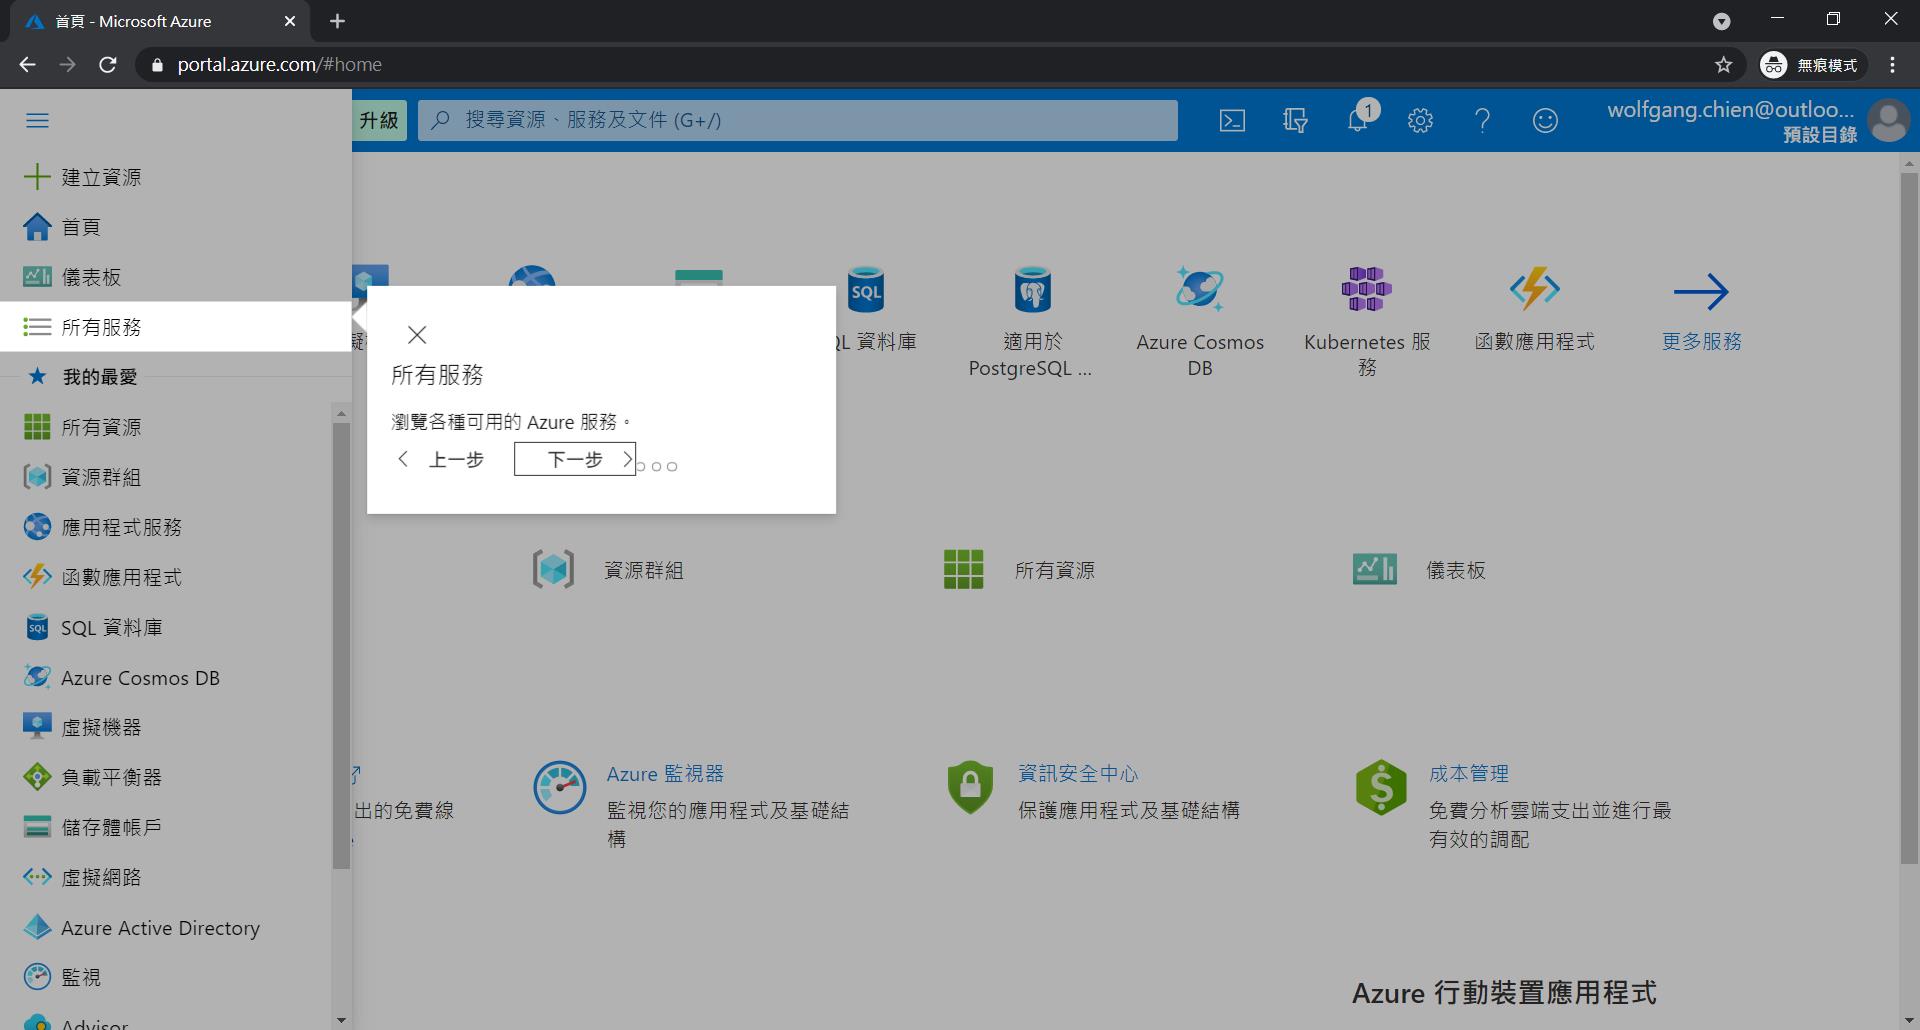 首頁 - Microsoft Azure
portal.azure.com/#home
無痕模式
升級
搜尋資源、服務及文件 (G+/)
1
wolfgang.chien@outloo...
預設目錄
建立資源
首頁
儀表板
所有服務
我的最愛
所有資源
資源群組
應用程式服務
函數應用程式
SQL 資料庫
Azure Cosmos DB
虛擬機器
負載平衡器
儲存體帳戶
虛擬網路
Azure Active Directory
監視
Advisor
所有服務
瀏覽各種可用的 Azure 服務。
上一步
下一步
SQL
QL 資料庫
適用於
PostgreSQL ...
Azure Cosmos
DB
Kubernetes 服
務
函數應用程式
更多服務
資源群組
所有資源
儀表板
出的免費線
Azure 監視器
監視您的應用程式及基礎結
構
資訊安全中心
保護應用程式及基礎結構
成本管理
免費分析雲端支出並進行最
有效的調配
Azure 行動裝置應用程式